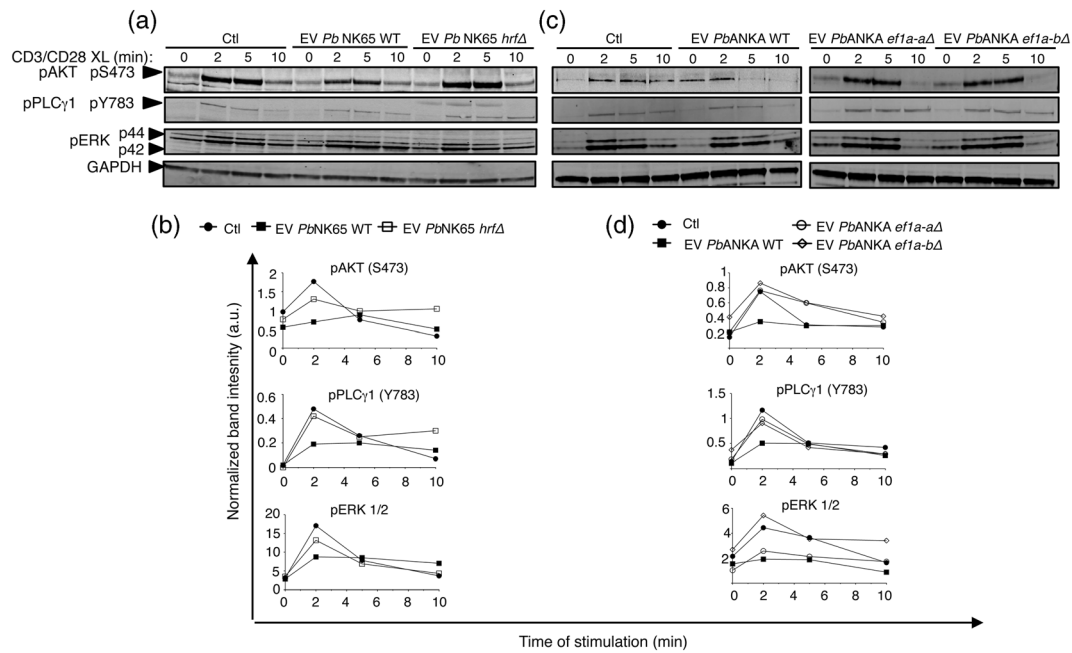 (a)
Ctl EV Pb NK65 WT EV Pb NK65 hrfΔ
CD3/CD28 XL (min): 0 2 5 10 0 2 5 10 0 2 5 10
pAKT pS473
pPLCγ1 pY783
pERK p44
p42
GAPDH
(c)
Ctl EV PbANKA WT EV PbANKA ef1a-aΔ EV PbANKA ef1a-bΔ
0 2 5 10 0 2 5 10 0 2 5 10 0 2 5 10
(b)
Ctl EV PbNK65 WT EV PbNK65 hrfΔ
Normalized band intesnity (a.u.)
pAKT (S473)
2
1.5
1
0.5
0
0 2 4 6 8 10
pPLCγ1 (Y783)
0.6
0.4
0.2
0
0 2 4 6 8 10
pERK 1/2
20
15
10
5
0
0 2 4 6 8 10
(d)
Ctl EV PbANKA ef1a-aΔ
EV PbANKA WT EV PbANKA ef1a-bΔ
pAKT (S473)
1
0.8
0.6
0.4
0.2
0 2 4 6 8 10
pPLCγ1 (Y783)
1.5
1
0.5
0 2 4 6 8 10
pERK 1/2
6
4
2
0 2 4 6 8 10
Time of stimulation (min)